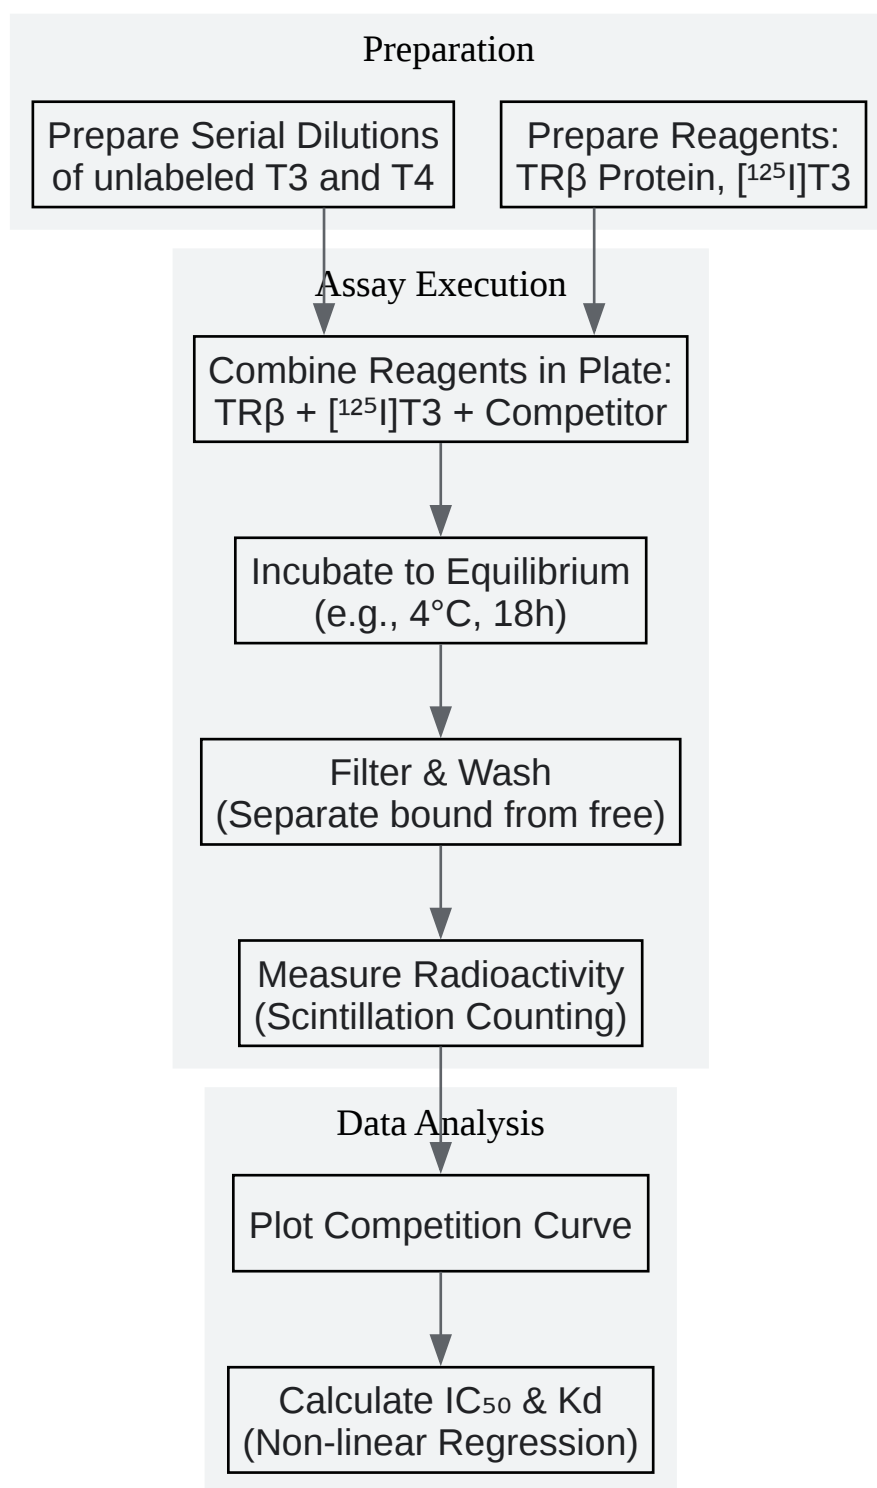 Preparation
Prepare Serial Dilutions
of unlabeled T3 and T4
Prepare Reagents:
TRβ Protein, [¹²⁵I]T3
Assay Execution
Combine Reagents in Plate:
TRβ + [¹²⁵I]T3 + Competitor
Incubate to Equilibrium
(e.g., 4°C, 18h)
Filter & Wash
(Separate bound from free)
Measure Radioactivity
(Scintillation Counting)
Data Analysis
Plot Competition Curve
Calculate IC₅₀ & Kd
(Non-linear Regression)